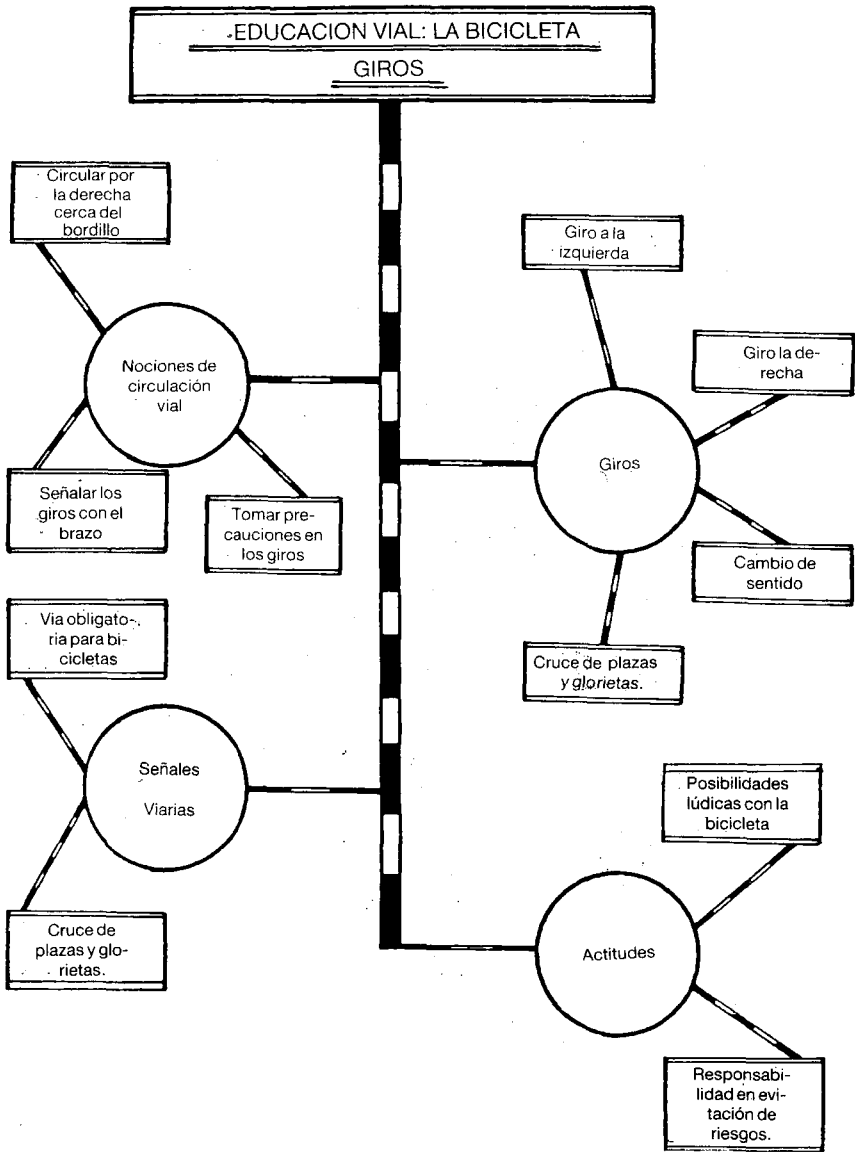 EDUCACION VIAL: LA BICICLETA
GIROS
Circular por
la derecha
cerca del
bordillo
Nociones de
circulación
vial
Señalar los
giros con el
brazo
Tomar pre-
cauciones en
los giros
Giro a la
izquierda
Giro la de-
recha
Giros
Cambio de
sentido
Cruce de plazas
y glorietas.
Via obligato-
ria para bi-
cicletas
Señales
Viarias
Cruce de
plazas y glo-
rietas.
Posibilidades
lúdicas con la
bicicleta
Actitudes
Responsabi-
lidad en evi-
tación de
riesgos.